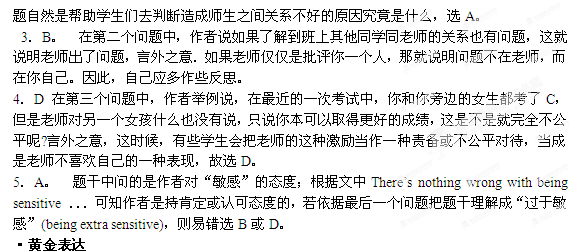 题自然是帮助学生们去判断造成师生之间关系不好的原因究竟是什么，选 A。
3. B。 在第二个问题中，作者说如果了解到班上其他同学同老师的关系也有问题，这就
说明老师出了问题，言外之意．如果老师仅仅是批评你一个人，那就说明问题不在老师，而
在你自己。因此，自己应多作些反思。
4．D 在第三个问题中，作者举例说，在最近的一次考试中，你和你旁边的女生都考了 C，
但是老师对另一个女孩什么也没有说，只说你本可以取得更好的成绩，这是不是就完全不公
平呢?言外之意，这时候，有些学生会把老师的这种激励当作一种责备或不公平对待，当成
是老师不喜欢自己的一种表现，故选 D。
5．A。 题干中问的是作者对“敏感”的态度；根据文中 There's nothing wrong with being
sensitive ... 可知作者是持肯定或认可态度的，若依据最后一个问题把题干理解成“过于敏
感”(being extra sensitive)，则易错选 B 或 D。
·黄金表达